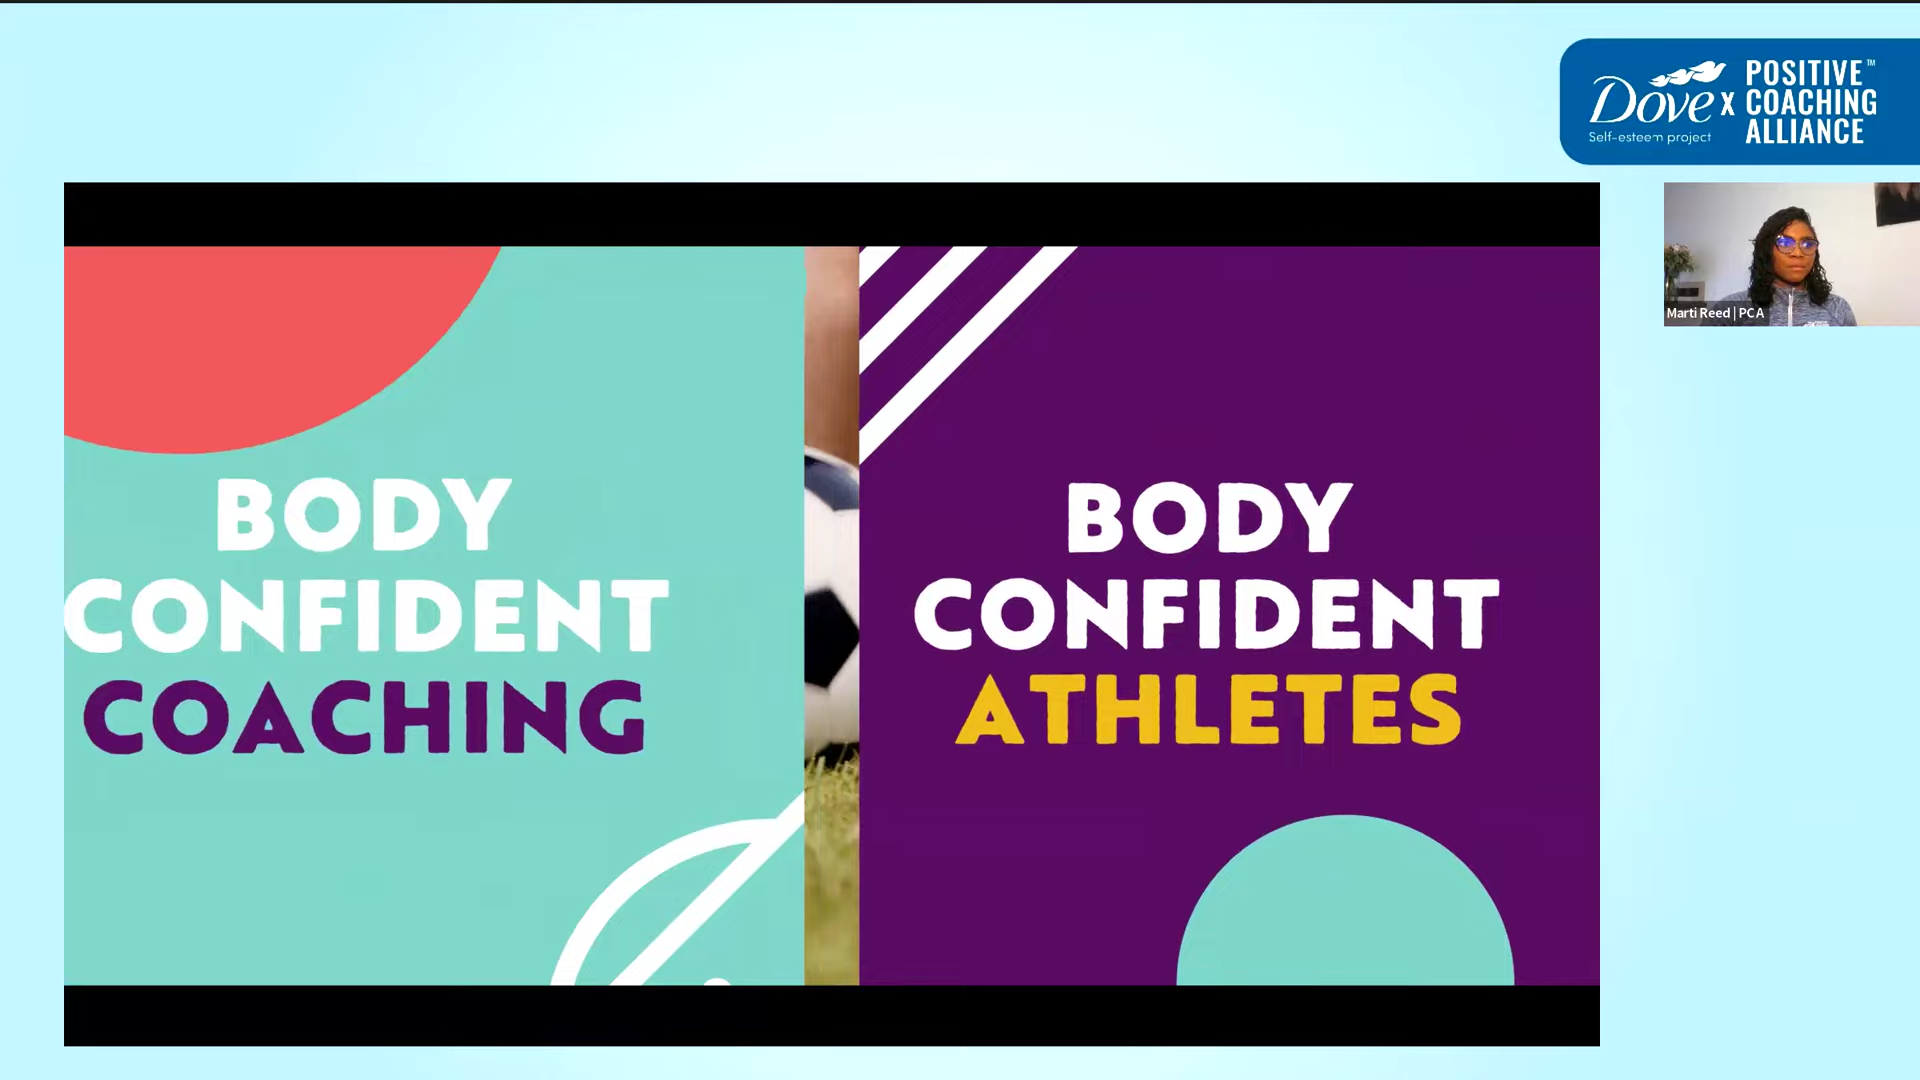 Dove x
Self-esteem project
POSITIVE™
COACHING
ALLIANCE
BODY
CONFIDENT
COACHING
BODY
CONFIDENT
ATHLETES
Marti Reed | PCA